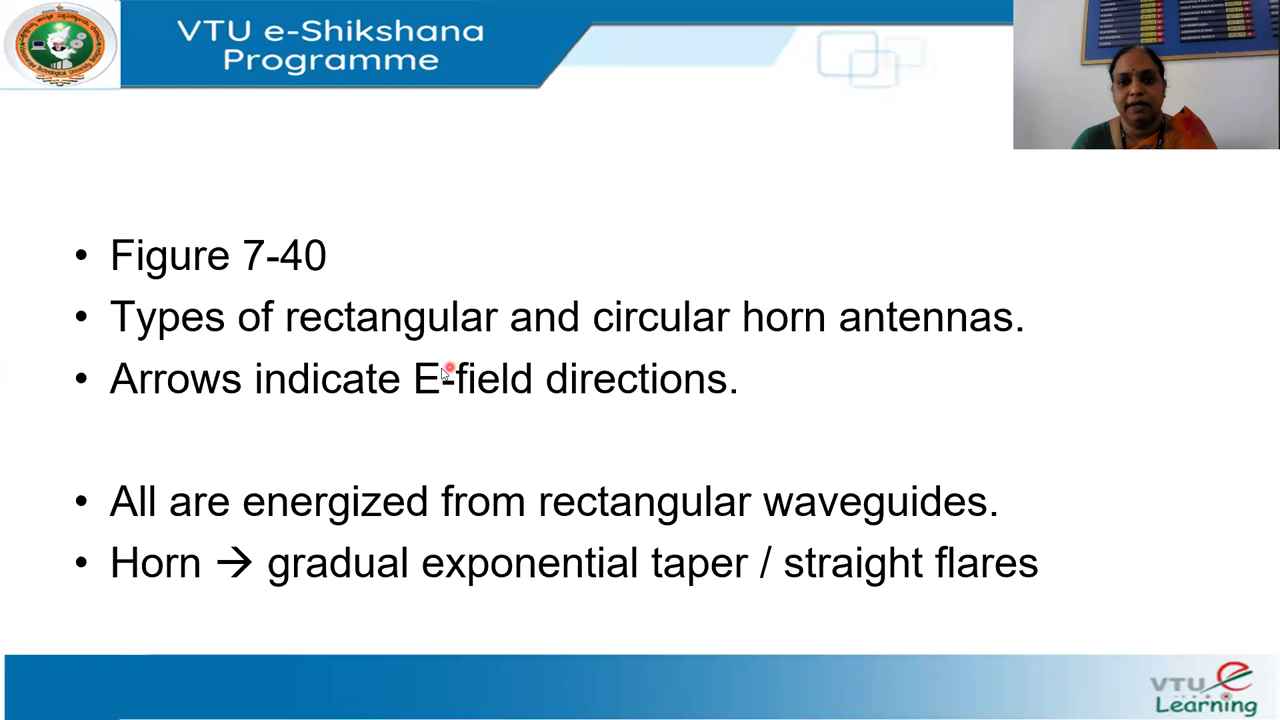 VTU e-Shikshana
Programme
• Figure 7-40
• Types of rectangular and circular horn antennas.
• Arrows indicate E-field directions.
• All are energized from rectangular waveguides.
• Horn → gradual exponential taper / straight flares
VTU e
Learning